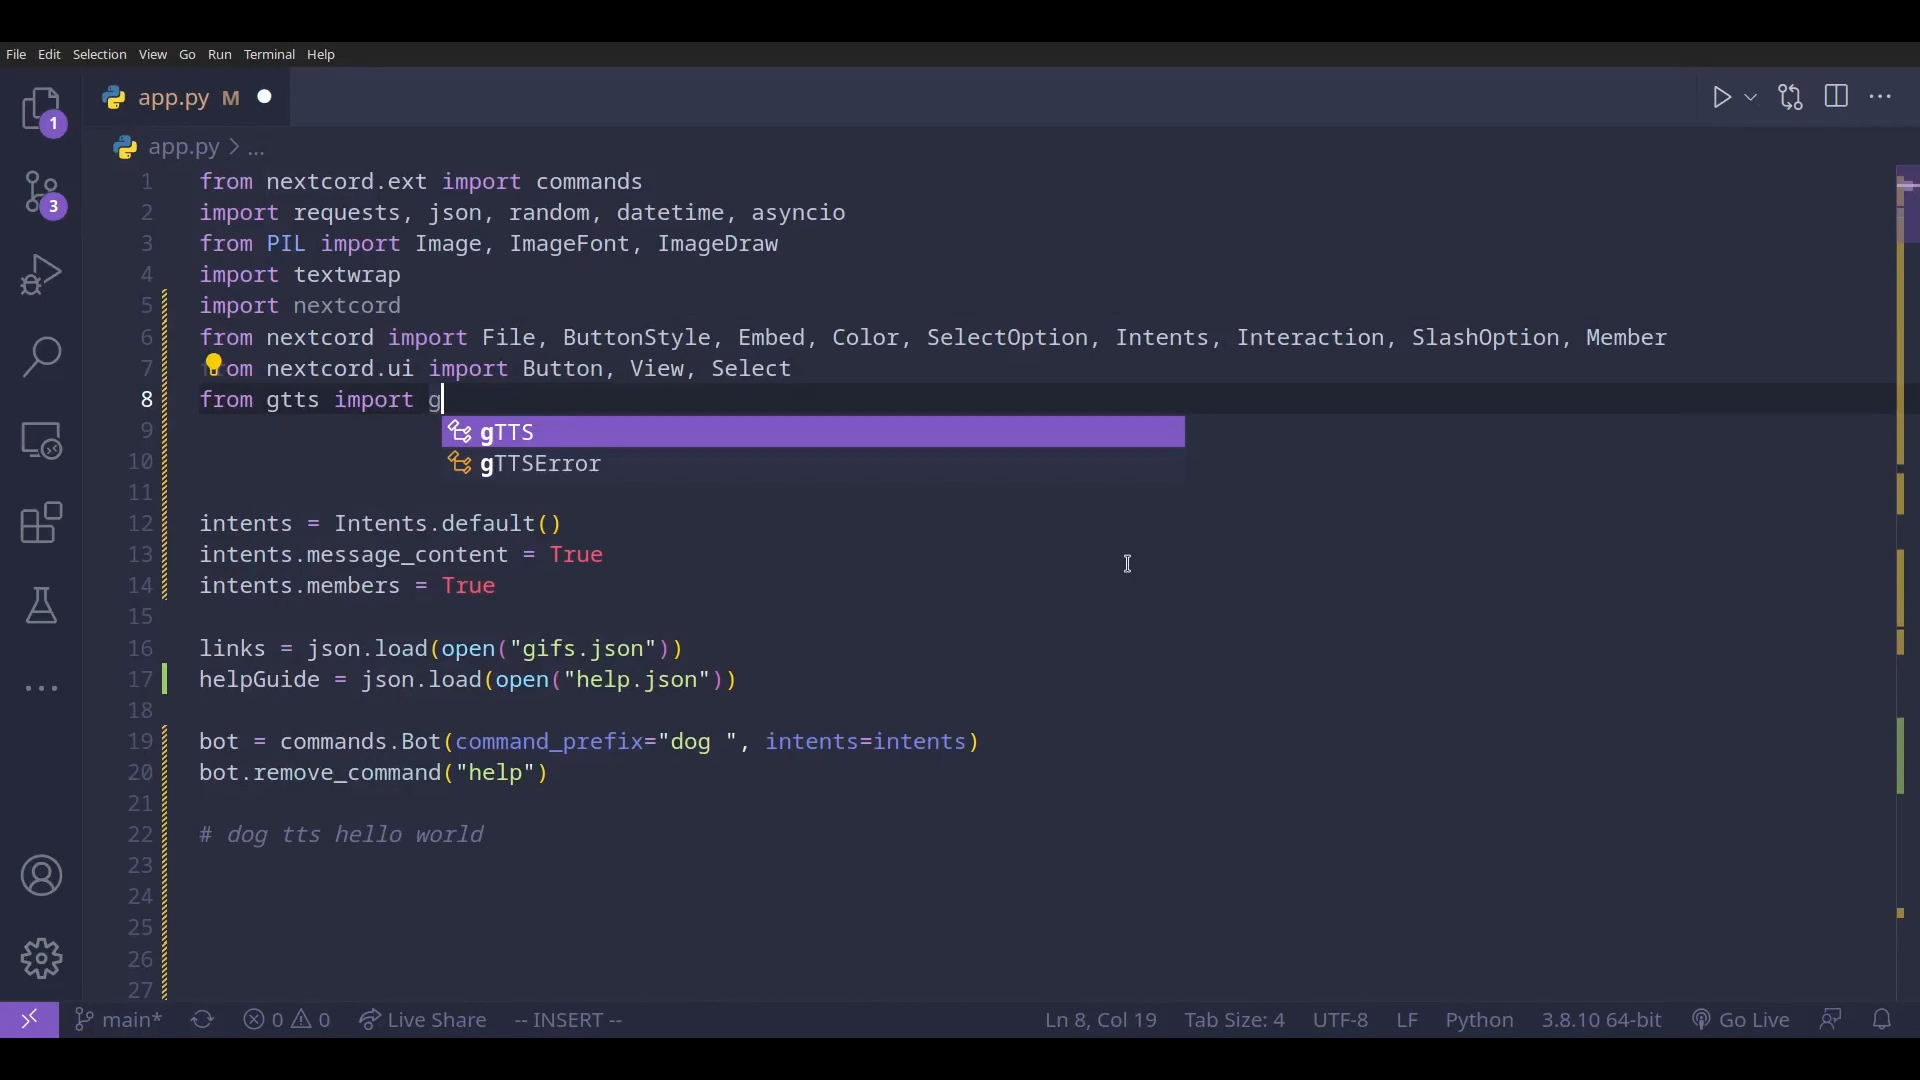 File Edit Selection View Go Run Terminal Help
app.py M
1
app.py > ...
1 from nextcord.ext import commands
2 import requests, json, random, datetime, asyncio
3
3 from PIL import Image, ImageFont, ImageDraw
4 import textwrap
5 import nextcord
6 from nextcord import File, ButtonStyle, Embed, Color, SelectOption, Intents, Interaction, SlashOption, Member
7 from nextcord.ui import Button, View, Select
8 from gtts import g
9 gTTS
10 gTTSError
11
12 intents = Intents.default()
13 intents.message_content = True
14 intents.members = True
15
16 links = json.load(open("gifs.json"))
17 helpGuide = json.load(open("help.json"))
18
19 bot = commands.Bot(command_prefix="dog ", intents=intents)
20 bot.remove_command("help")
21
22 # dog tts hello world
23
24
25
26
27
main* 0 0 Live Share -- INSERT -- Ln 8, Col 19 Tab Size: 4 UTF-8 LF Python 3.8.10 64-bit Go Live